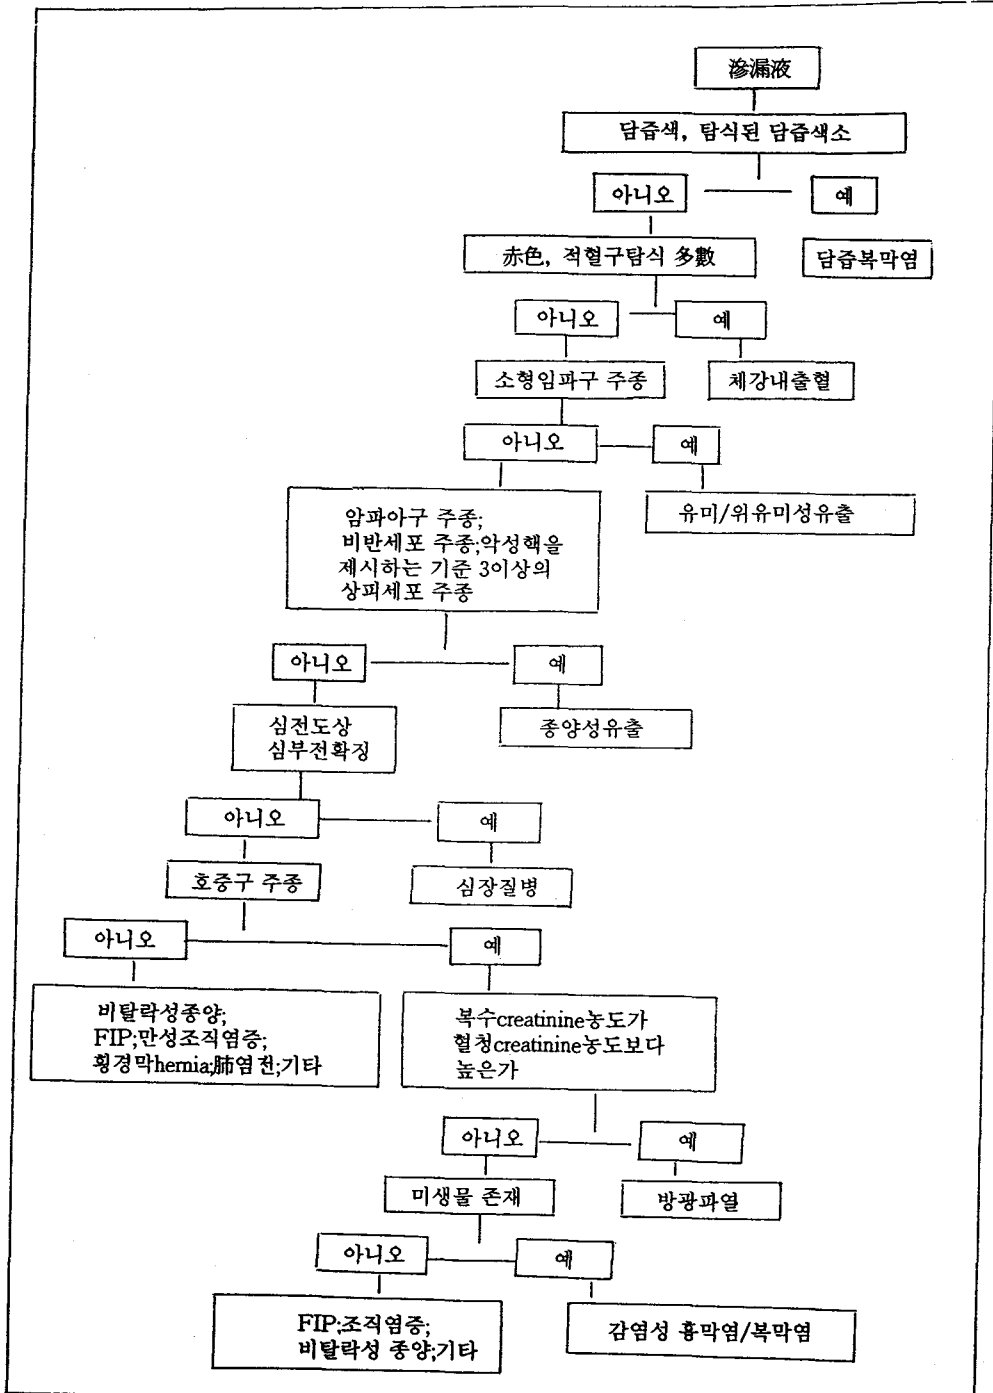 滲漏液
담즙색, 탐식된 담즙색소
아니오
예
赤色, 적혈구탐식 多數
담즙복막염
아니오
예
소형임파구 주종
체강내출혈
아니오
예
암파아구 주종;
비반세포 주종;악성핵을
제시하는 기준 3이상의
상피세포 주종
유미/위유미성유출
아니오
예
심전도상
심부전확징
종양성유출
아니오
예
호중구 주종
심장질병
아니오
예
비탈락성종양;
FIP;만성조직염증;
횡경막hernia;肺염전;기타
복수creatinine농도가
혈청creatinine농도보다
높은가
아니오
예
미생물 존재
방광파열
아니오
예
FIP;조직염증;
비탈락성 종양;기타
감염성 흉막염/복막염